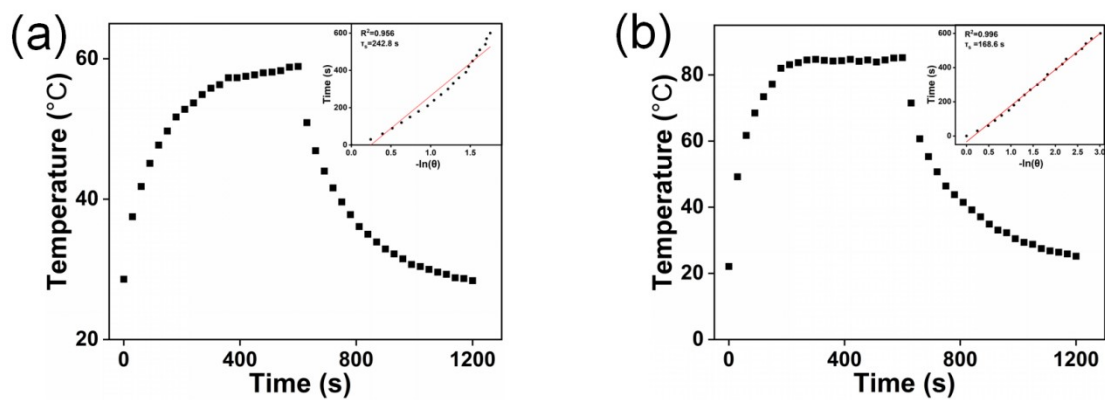 (a)
Temperature (°C)
60
40
20
0
400
800
1200
Time (s)
R²=0.956
τs=242.8 s
Time (s)
600
400
200
0
0.0
0.5
1.0
1.5
-ln(θ)
(b)
Temperature (°C)
80
60
40
20
0
0
400
800
1200
Time (s)
R²=0.996
τs=168.6 s
Time (s)
600
400
200
0
0.0
0.5
1.0
1.5
2.0
2.5
3.0
-ln(θ)